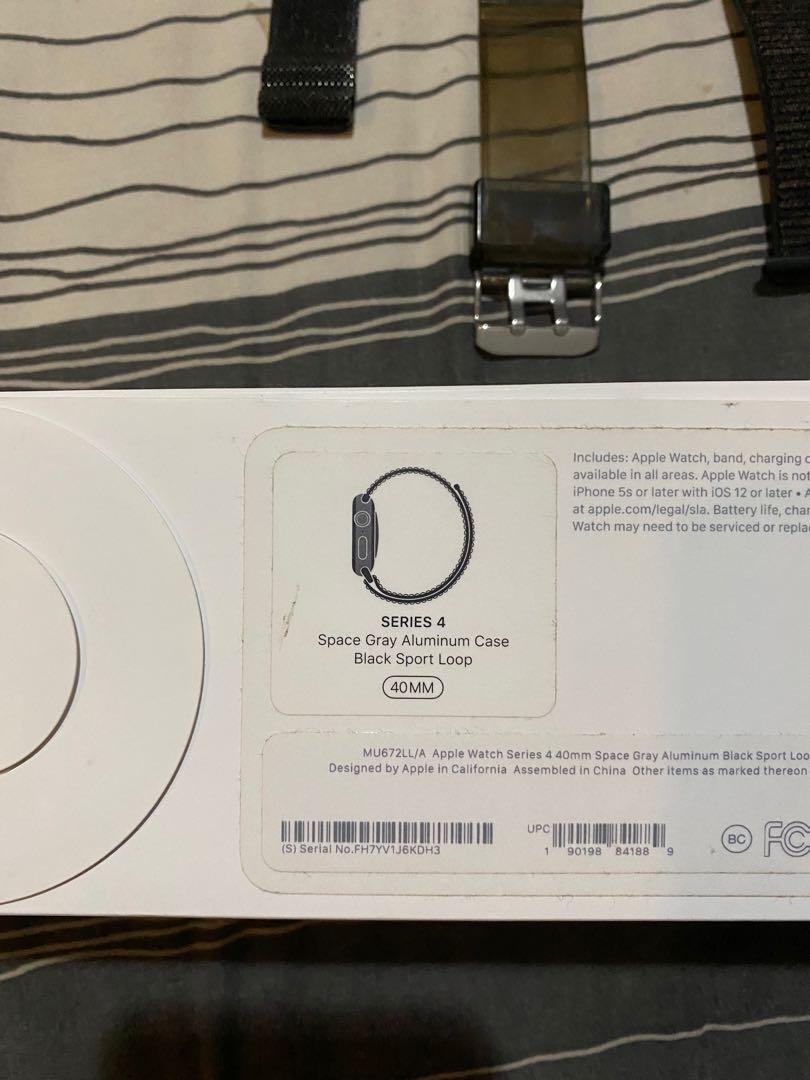 SERIES 4
Space Gray Aluminum Case
Black Sport Loop
40MM
Includes: Apple Watch, band, charging
available in all areas. Apple Watch is not
iPhone 5s or later with iOS 12 or later •
at apple.com/legal/sla. Battery life,
Watch may need to be serviced or
MU672LL/A Apple Watch Series 4 40mm Space Gray Aluminum Black Sport
Designed by Apple in California Assembled in China Other items as marked thereon
(S) Serial No.FH7YV1J6KDH3
UPC
1 90198 84188 9
BC
FC